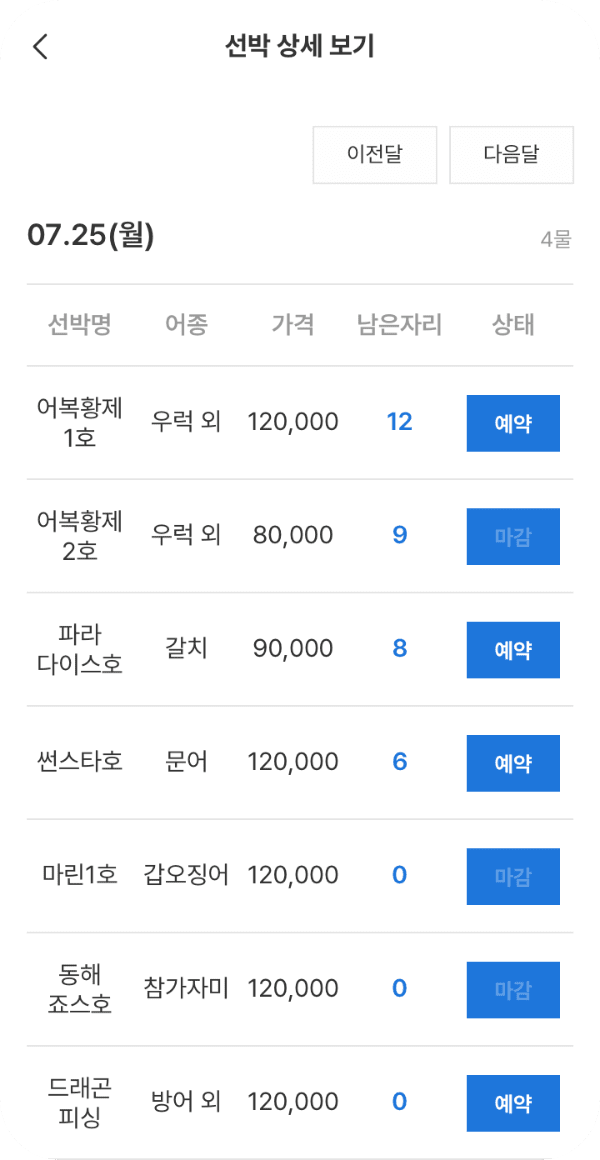 선박 상세 보기
이전달 다음달
07.25(월) 4물
선박명 어종 가격 남은자리 상태
어복황제
1호 우럭 외 120,000 12 예약
어복황제
2호 우럭 외 80,000 9 마감
파라
다이스호 갈치 90,000 8 예약
썬스타호 문어 120,000 6 예약
마린1호 갑오징어 120,000 0 마감
동해
죠스호 참가자미 120,000 0 마감
드래곤
피싱 방어 외 120,000 0 예약